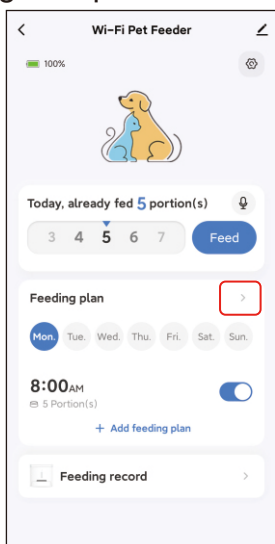 Wi-Fi Pet Feeder
100%
Today, already fed 5 portion(s)
3 4 5 6 7 Feed
Feeding plan
Mon. Tue. Wed. Thu. Fri. Sat. Sun.
8:00AM
5 Portion(s)
+ Add feeding plan
Feeding record